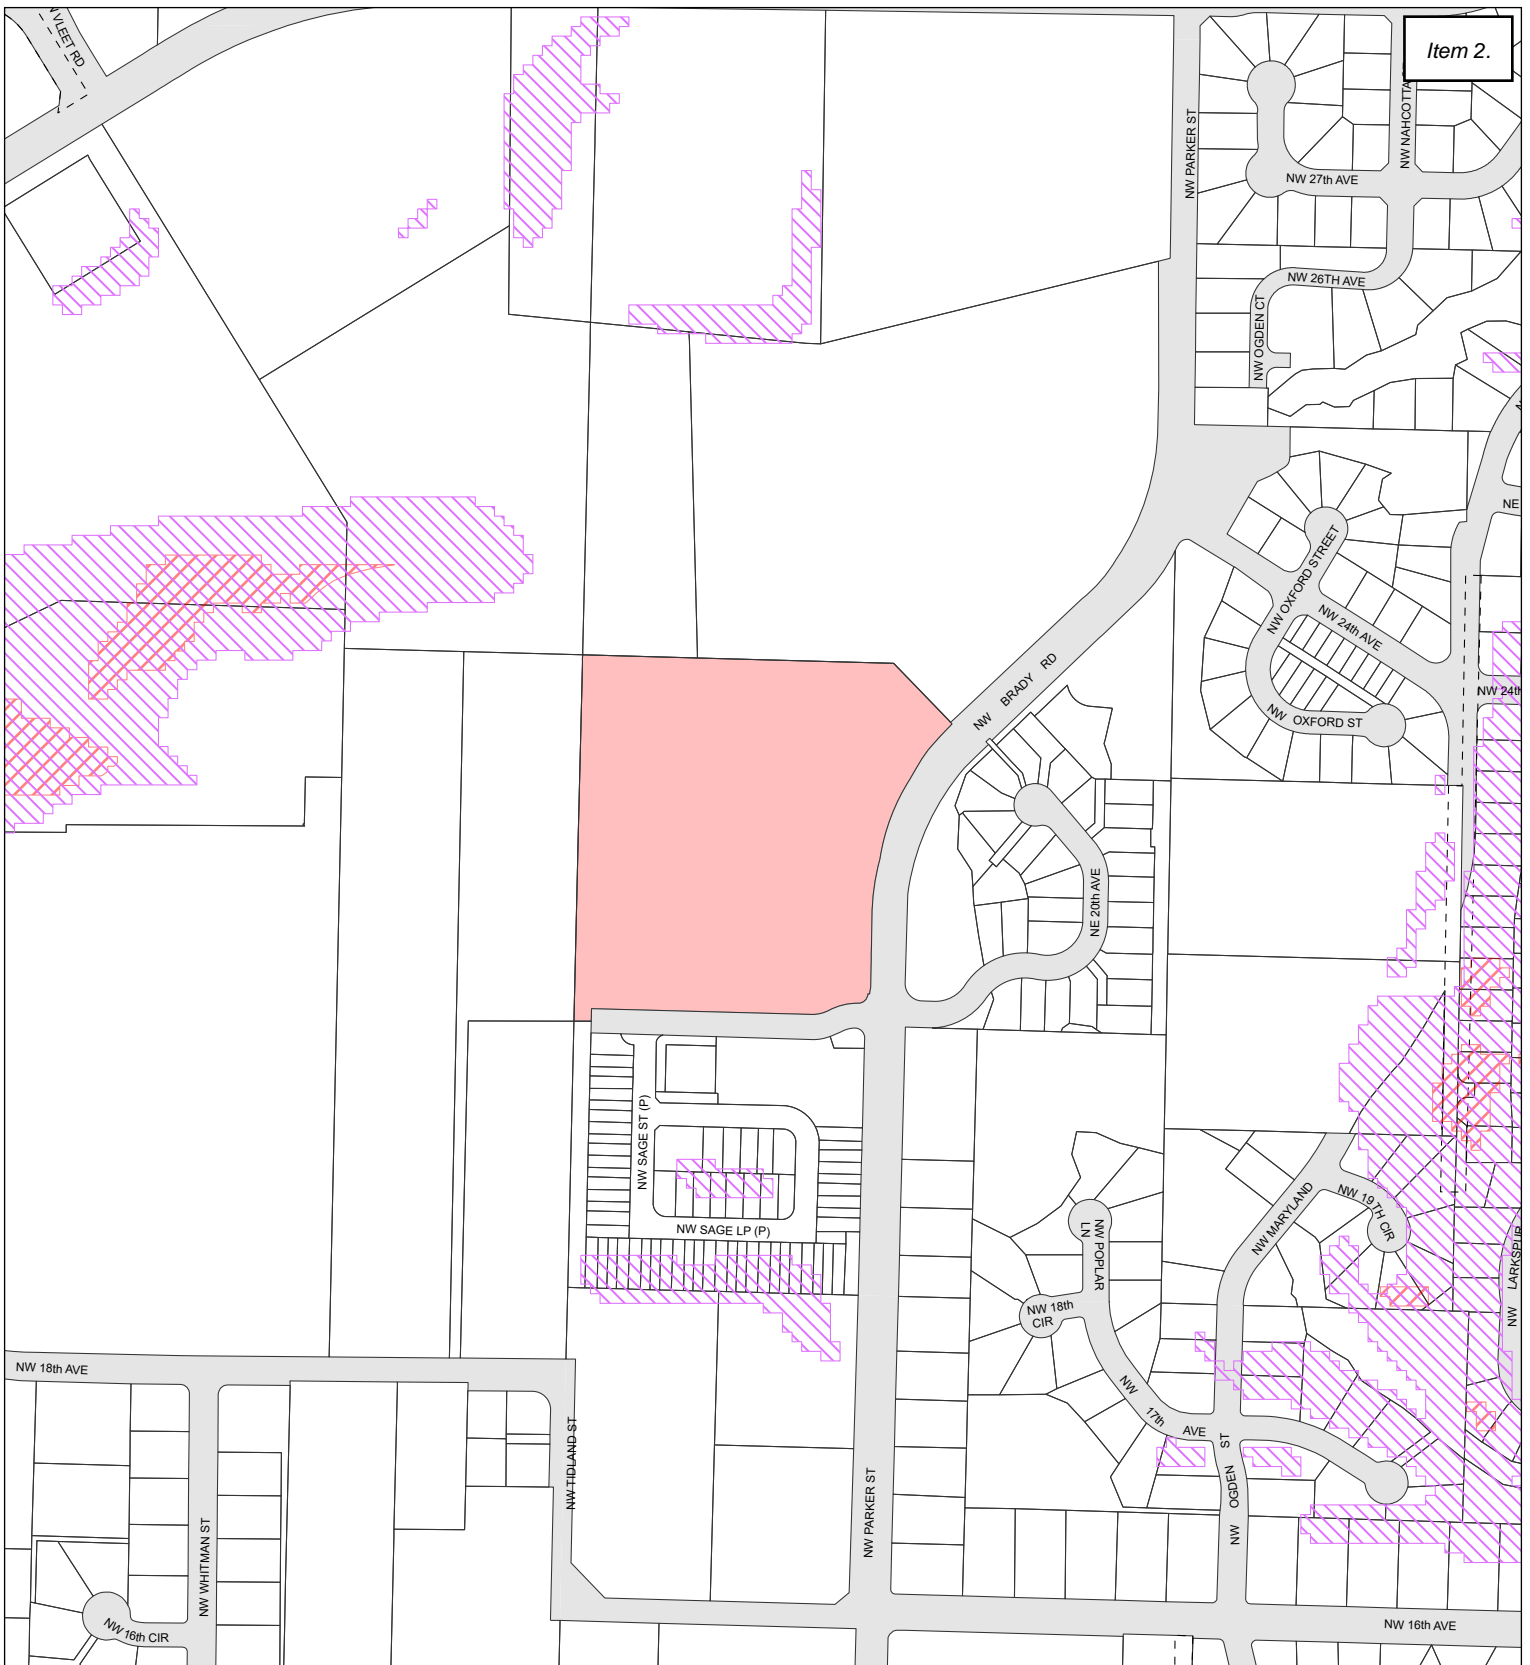 N VLEET RD
Item 2.
NW PARKER ST
NW NAHCOTTA
NW 27th AVE
NW 26TH AVE
NW OGDEN CT
NE
NW OXFORD STREET
NW 24th AVE
NW 24th
NW OXFORD ST
NW BRADY RD
NE 20th AVE
NW SAGE ST (P)
NW SAGE LP (P)
NW MARYLAND
NW 19TH CIR
NW POPLAR
LN
NW 18th
CIR
NW LARKSPUR
NW 18th AVE
NW 17th AVE
NW OGDEN ST
NW TIDLAND ST
NW PARKER ST
NW WHITMAN ST
NW 16th CIR
NW 16th AVE